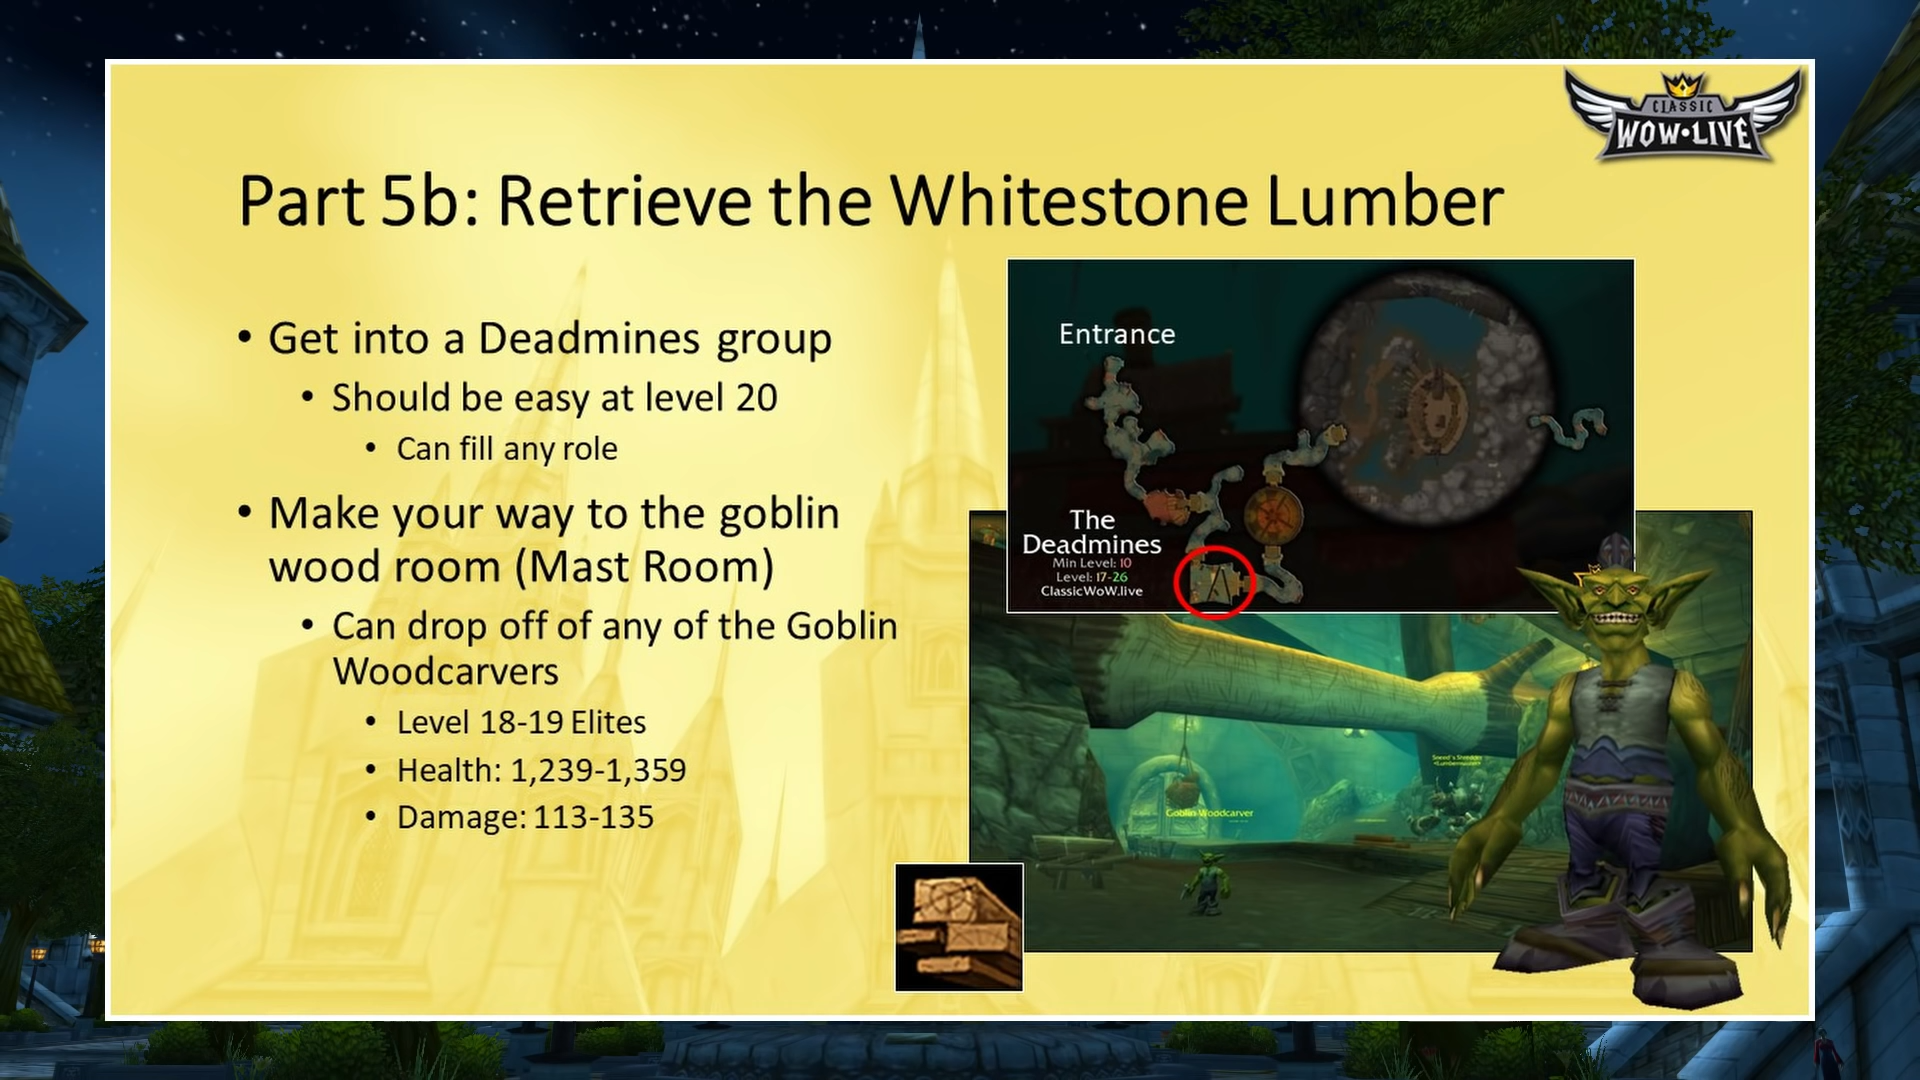 CLASSIC
WOW•LIVE
Part 5b: Retrieve the Whitestone Lumber
• Get into a Deadmines group
• Should be easy at level 20
• Can fill any role
• Make your way to the goblin
wood room (Mast Room)
• Can drop off of any of the Goblin
Woodcarvers
• Level 18-19 Elites
• Health: 1,239-1,359
• Damage: 113-135
Entrance
The
Deadmines
Min Level: 10
Level: 17-26
ClassicWoW.live
Sneed's Shredder
<Lumbermaster>
Goblin Woodcarver